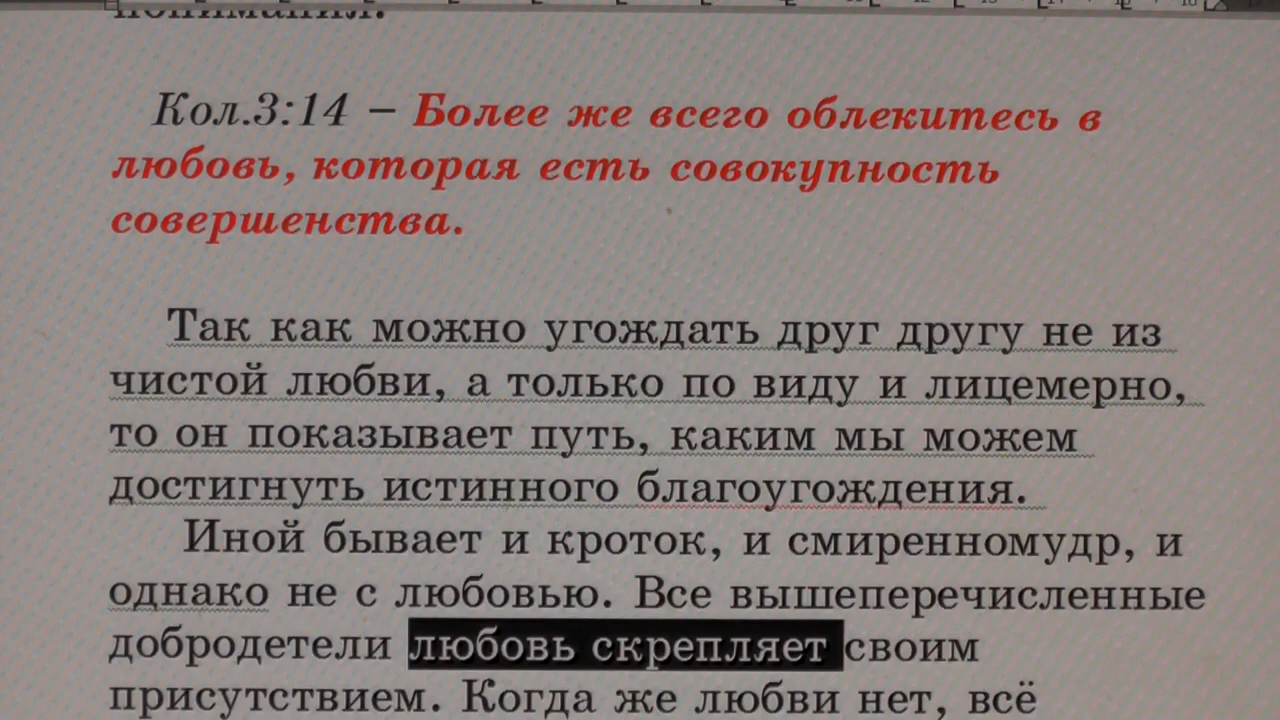 понимания.
Кол.3:14 – Более же всего облекитесь в
любовь, которая есть совокупность
совершенства.
Так как можно угождать друг другу не из
чистой любви, а только по виду и лицемерно,
то он показывает путь, каким мы можем
достигнуть истинного благоугождения.
Иной бывает и кроток, и смиренномудр, и
однако не с любовью. Все вышеперечисленные
добродетели любовь скрепляет своим
присутствием. Когда же любви нет, всё